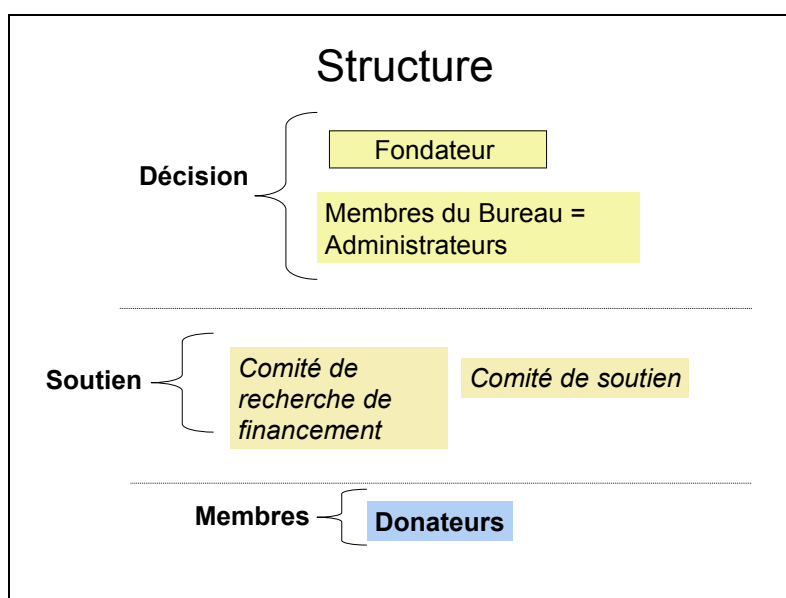 Structure
Fondateur
Décision
Membres du Bureau =
Administrateurs
Soutien
Comité de
recherche de
financement
Comité de soutien
Membres
Donateurs